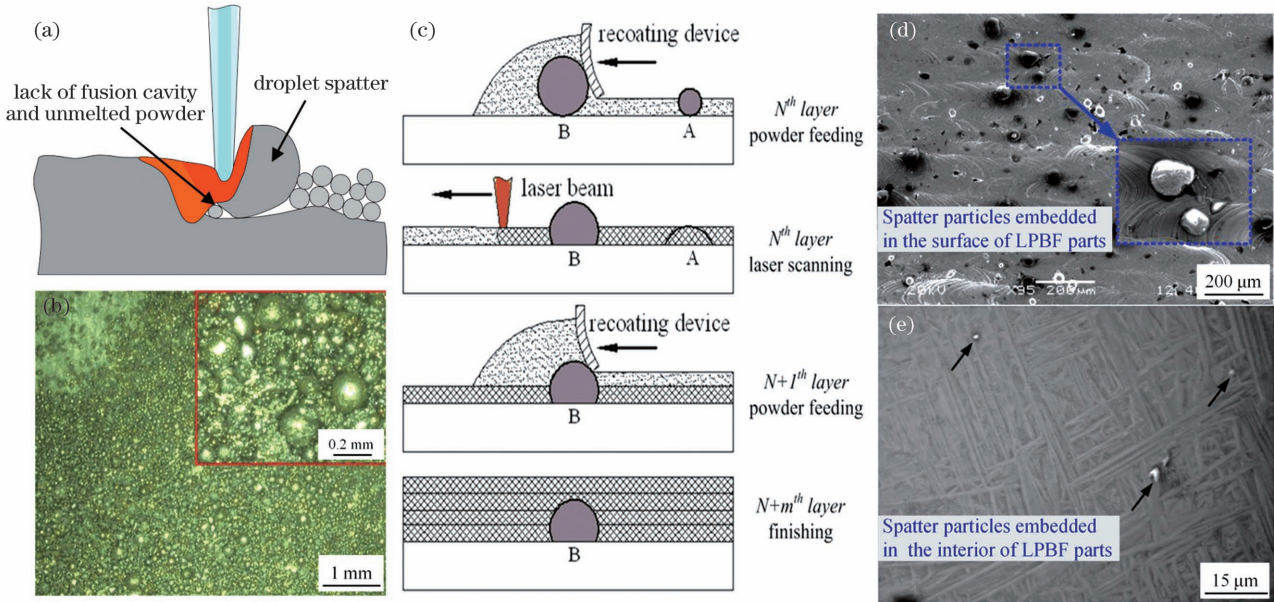 (a)
lack of fusion cavity
and unmelted powder
droplet spatter
(b)
0.2 mm
1 mm
(c)
recoating device
B
A
Nth layer
powder feeding
laser beam
B
A
Nth layer
laser scanning
recoating device
B
N+1th layer
powder feeding
B
N+mth layer
finishing
(d)
Spatter particles embedded
in the surface of LPBF parts
200 μm
20kV X35 200μm
(e)
Spatter particles embedded
in the interior of LPBF parts
15 μm